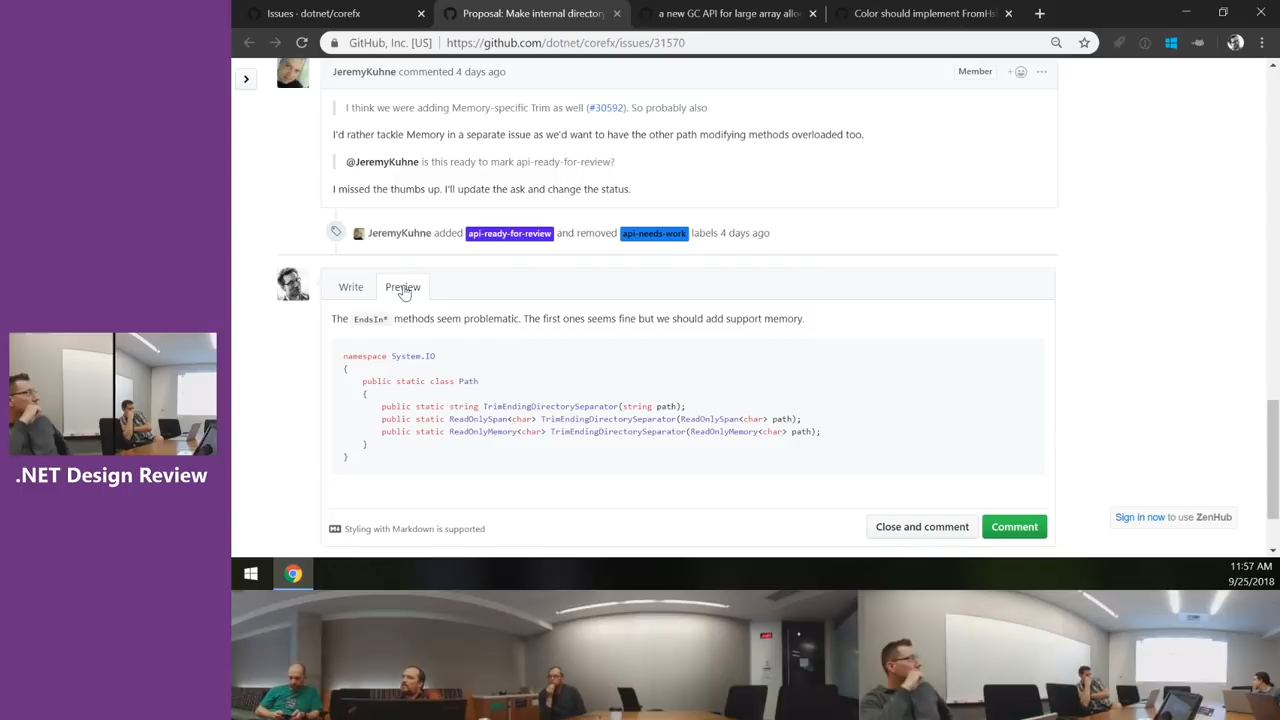 Issues · dotnet/corefx
Proposal: Make internal directory
a new GC API for large array allo
Color should implement FromHs
GitHub, Inc. [US] | https://github.com/dotnet/corefx/issues/31570
JeremyKuhne commented 4 days ago
Member
I think we were adding Memory-specific Trim as well (#30592). So probably also
I'd rather tackle Memory in a separate issue as we'd want to have the other path modifying methods overloaded too.
@JeremyKuhne is this ready to mark api-ready-for-review?
I missed the thumbs up. I'll update the ask and change the status.
JeremyKuhne added api-ready-for-review and removed api-needs-work labels 4 days ago
Write
Preview
The EndsIn* methods seem problematic. The first ones seems fine but we should add support memory.
namespace System.IO
{
public static class Path
{
public static string TrimEndingDirectorySeparator(string path);
public static ReadOnlySpan<char> TrimEndingDirectorySeparator(ReadOnlySpan<char> path);
public static ReadOnlyMemory<char> TrimEndingDirectorySeparator(ReadOnlyMemory<char> path);
}
}
Styling with Markdown is supported
Close and comment
Comment
Sign in now to use ZenHub
.NET Design Review
11:57 AM
9/25/2018